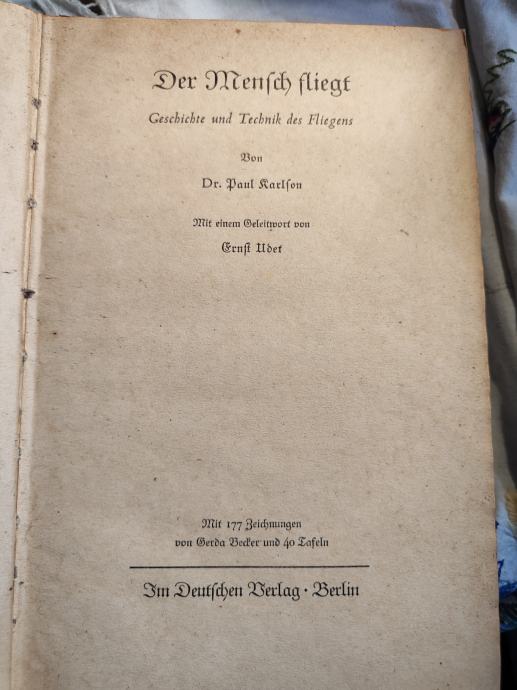 Der Mensch fliegt
Geschichte und Technik des Fliegens
Von
Dr. Paul Karlson
Mit einem Geleitwort von
Ernst Udet
Mit 177 Zeichnungen
von Gerda Becker und 40 Tafeln
Im Deutschen Verlag · Berlin